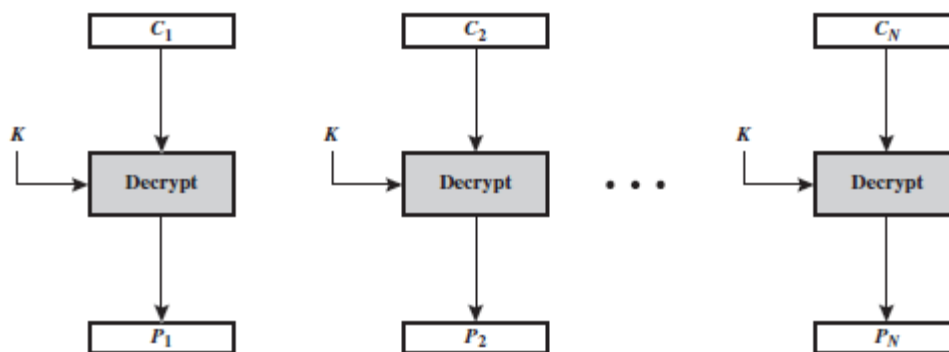 C1 C2 CN
K K K
Decrypt Decrypt . . . Decrypt
P1 P2 PN